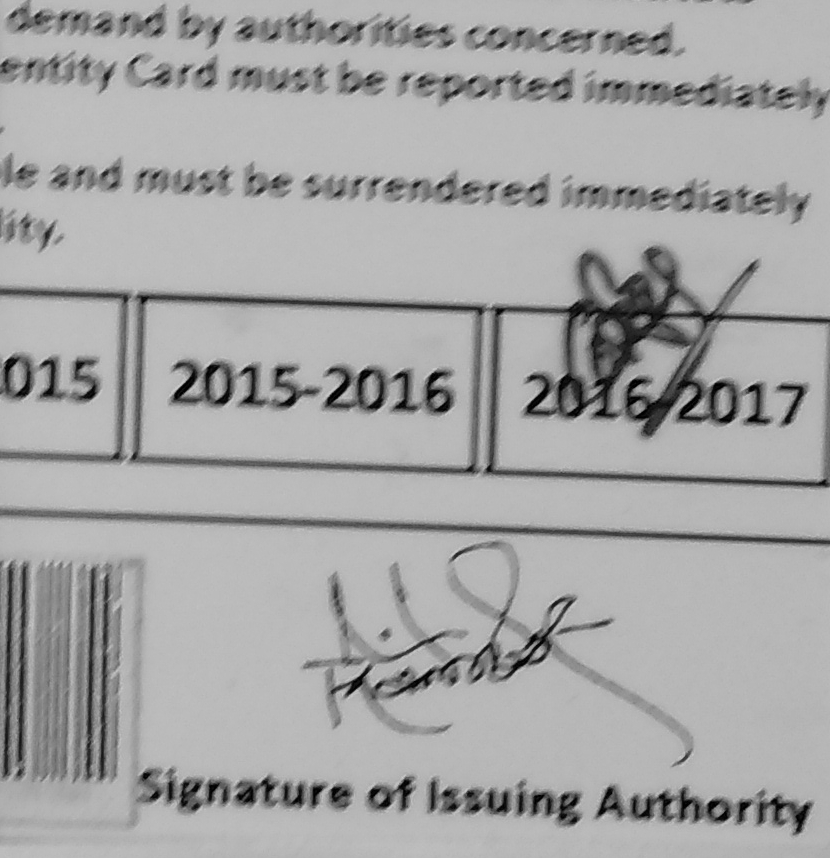 demand by authorities concerned.
entity Card must be reported immediately
le and must be surrendered immediately
lity.
015 2015-2016 2016-2017
Signature of Issuing Authority